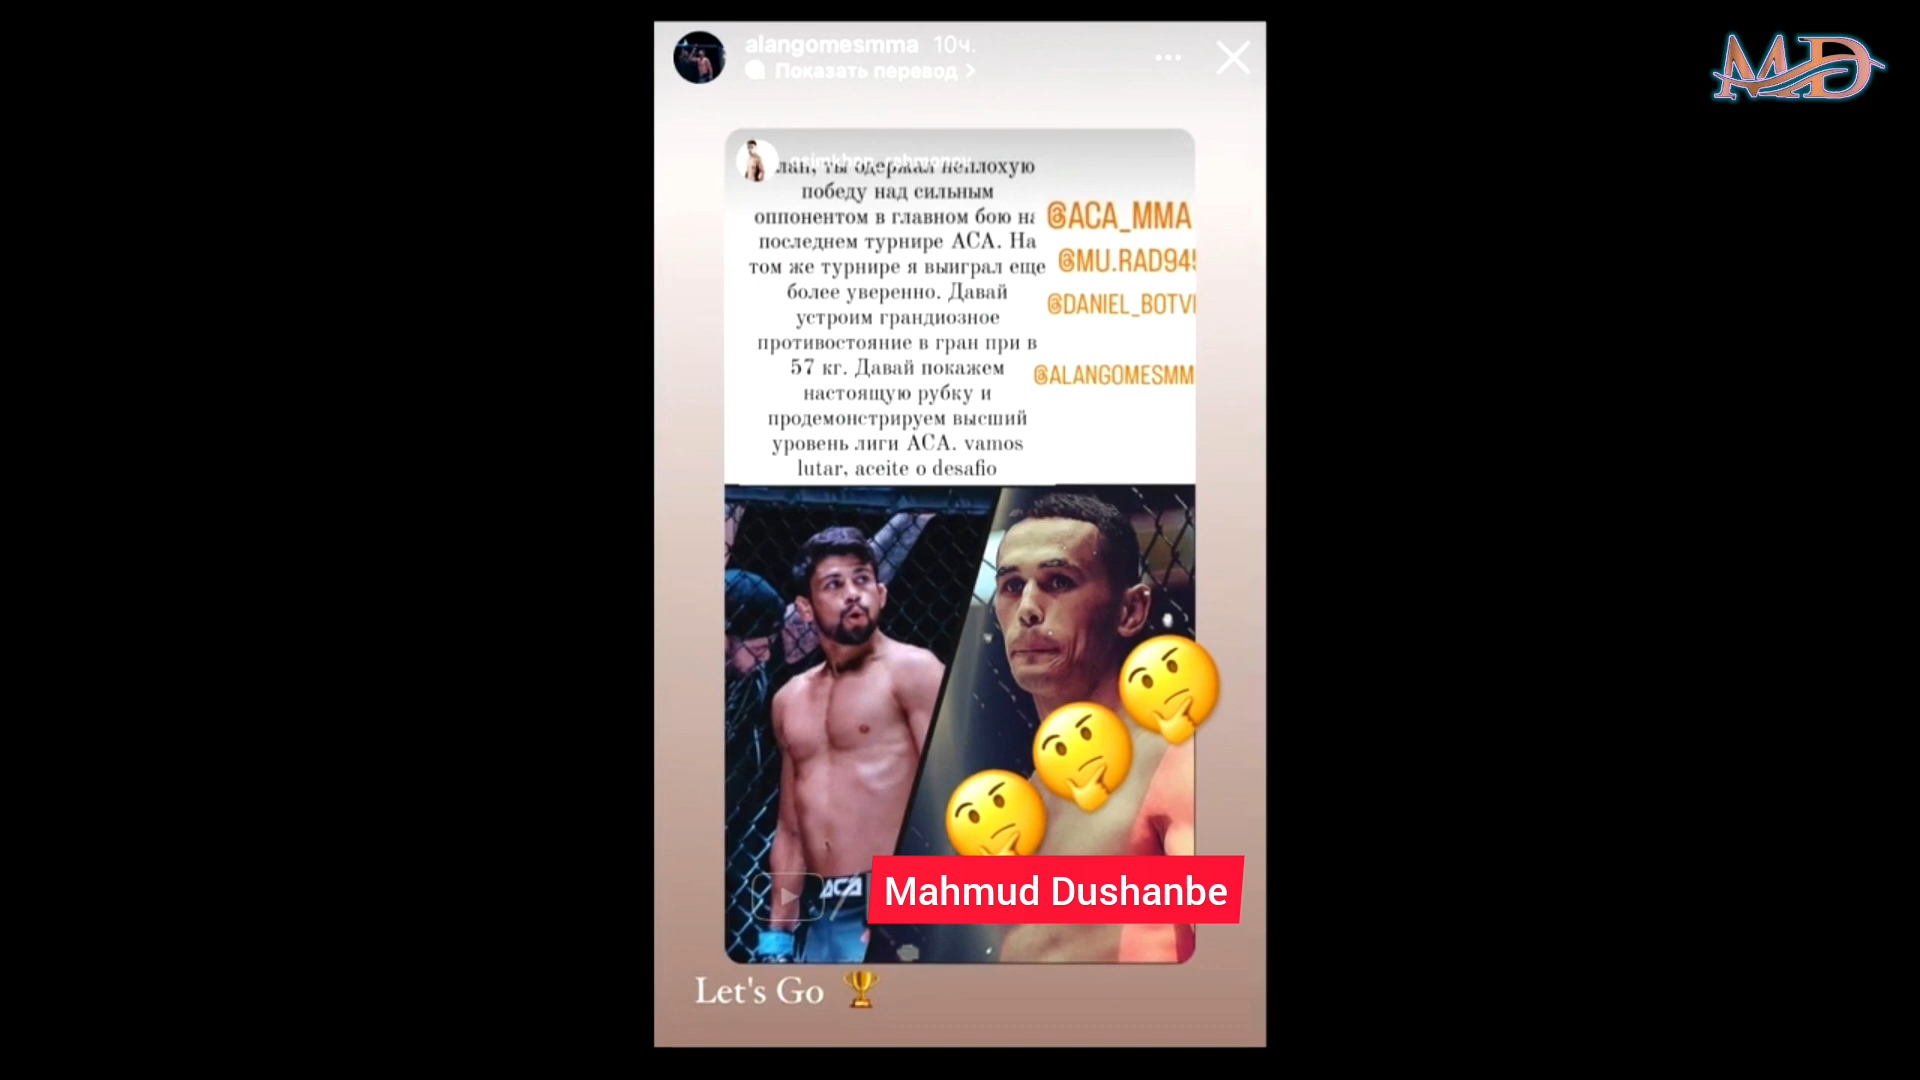 alangomesmma 10ч.
Показать перевод >
MD
лан, ты одержал неплохую
победу над сильным
оппонентом в главном бою на
последнем турнире АСА. На
том же турнире я выиграл еще
более уверенно. Давай
устроим грандиозное
противостояние в гран при в
57 кг. Давай покажем
настоящую рубку и
продемонстрируем высший
уровень лиги АСА. vamos
lutar, aceite o desafio
@ACA_MMA
@MU.RAD945
@DANIEL_BOTV
@ALANGOMESMM
ACA
Mahmud Dushanbe
Let's Go